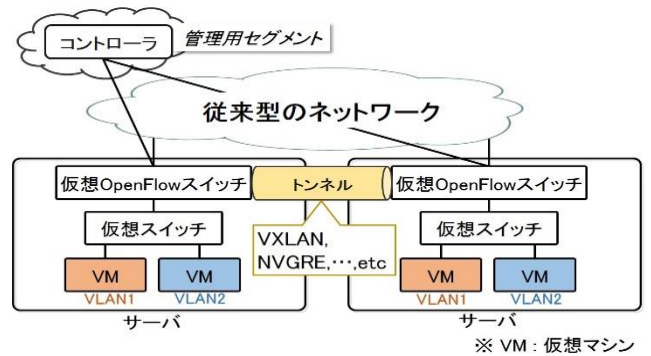 コントローラ
管理用セグメント
従来型のネットワーク
仮想OpenFlowスイッチ
トンネル
仮想OpenFlowスイッチ
仮想スイッチ
VXLAN,
NVGRE,…,etc
仮想スイッチ
VM
VM
VM
VM
VLAN1
VLAN2
VLAN1
VLAN2
サーバ
サーバ
※ VM：仮想マシン